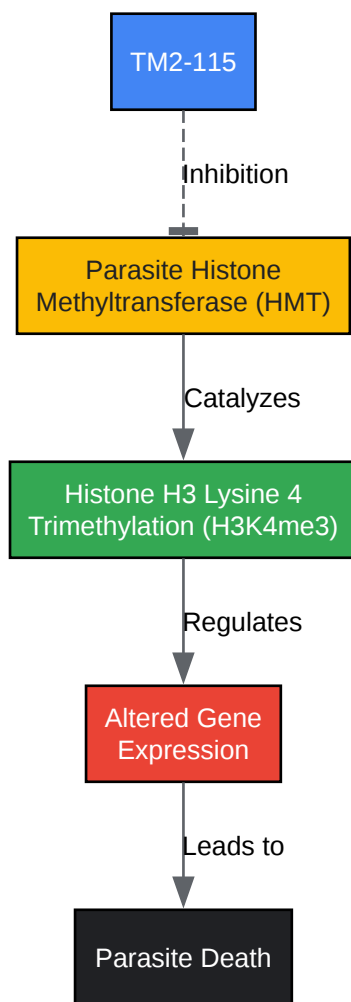 TM2-115
Inhibition
Parasite Histone
Methyltransferase (HMT)
Catalyzes
Histone H3 Lysine 4
Trimethylation (H3K4me3)
Regulates
Altered Gene
Expression
Leads to
Parasite Death